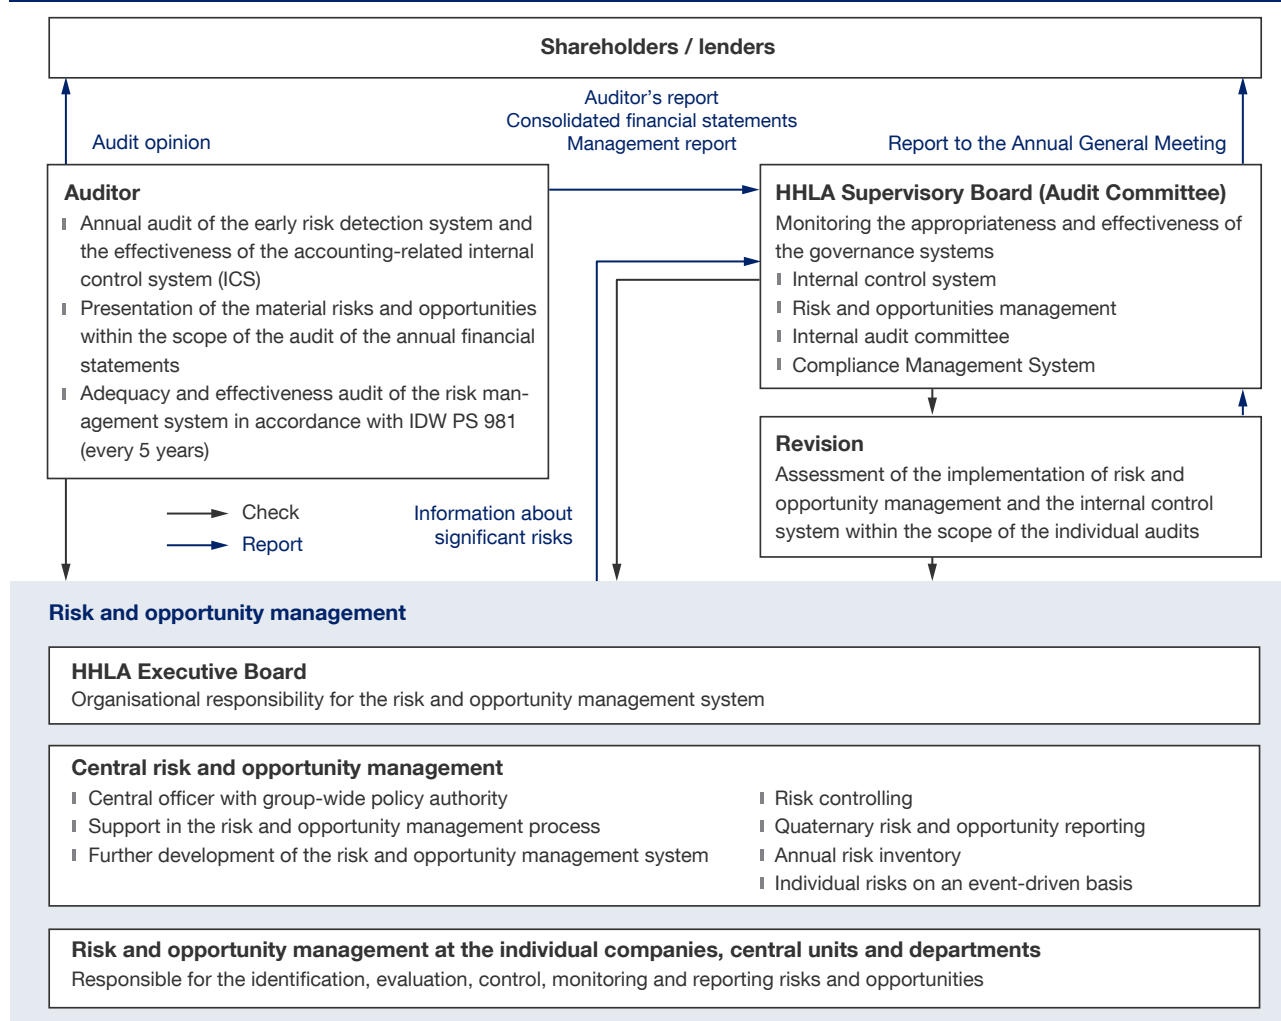 Shareholders / lenders
Audit opinion
Auditor’s report
Consolidated financial statements
Management report
Report to the Annual General Meeting
Auditor
Annual audit of the early risk detection system and
the effectiveness of the accounting-related internal
control system (ICS)
Presentation of the material risks and opportunities
within the scope of the audit of the annual financial
statements
Adequacy and effectiveness audit of the risk man-
agement system in accordance with IDW PS 981
(every 5 years)
HHLA Supervisory Board (Audit Committee)
Monitoring the appropriateness and effectiveness of
the governance systems
Internal control system
Risk and opportunities management
Internal audit committee
Compliance Management System
Revision
Assessment of the implementation of risk and
opportunity management and the internal control
system within the scope of the individual audits
Check
Report
Information about
significant risks
Risk and opportunity management
HHLA Executive Board
Organisational responsibility for the risk and opportunity management system
Central risk and opportunity management
Central officer with group-wide policy authority
Support in the risk and opportunity management process
Further development of the risk and opportunity management system
Risk controlling
Quaternary risk and opportunity reporting
Annual risk inventory
Individual risks on an event-driven basis
Risk and opportunity management at the individual companies, central units and departments
Responsible for the identification, evaluation, control, monitoring and reporting risks and opportunities